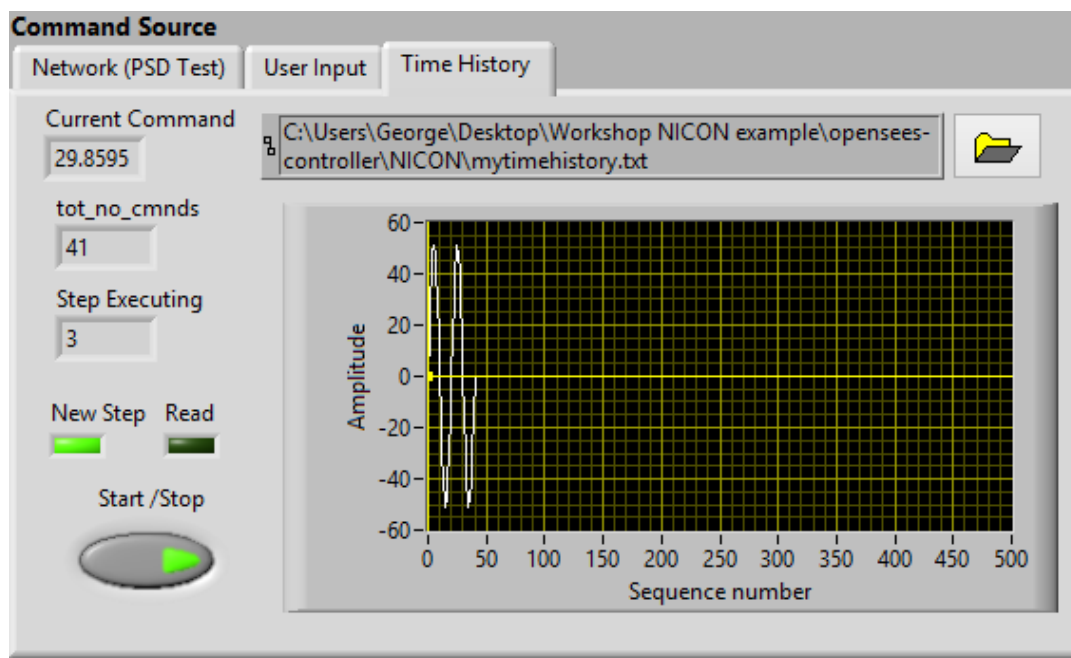 Command Source
Network (PSD Test)
User Input
Time History
Current Command
29.8595
C:\Users\George\Desktop\Workshop NICON example\opensees-
controller\NICON\mytimehistory.txt
tot_no_cmnds
41
Step Executing
3
New Step
Read
Start /Stop
Amplitude
60
40
20
0
-20
-40
-60
0 50 100 150 200 250 300 350 400 450 500
Sequence number